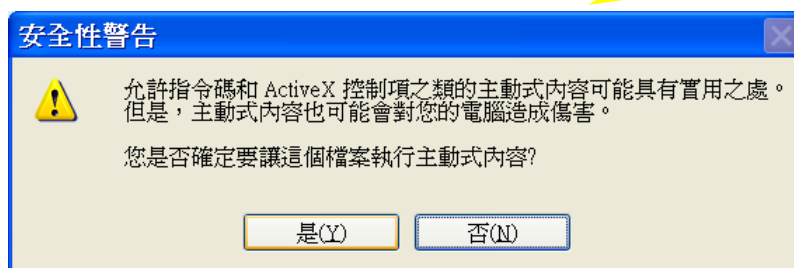 安全性警告
允許指令碼和 ActiveX 控制項之類的主動式內容可能具有實用之處。
但是，主動式內容也可能會對您的電腦造成傷害。
您是否確定要讓這個檔案執行主動式內容?
是(Y)
否(N)